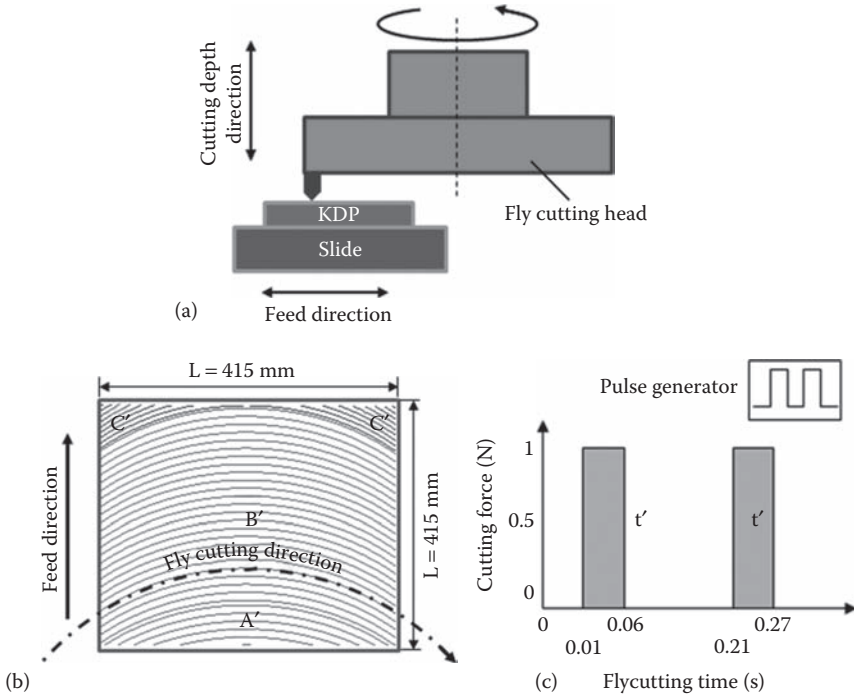 Cutting depth
direction
Fly cutting head
KDP
Slide
Feed direction
(a)
L = 415 mm
C′
C′
B′
Fly cutting direction
A′
Feed direction
L = 415 mm
(b)
Pulse generator
Cutting force (N)
1
0.5
0
t′
t′
0
0.01
0.06
0.21
0.27
(c)
Flycutting time (s)